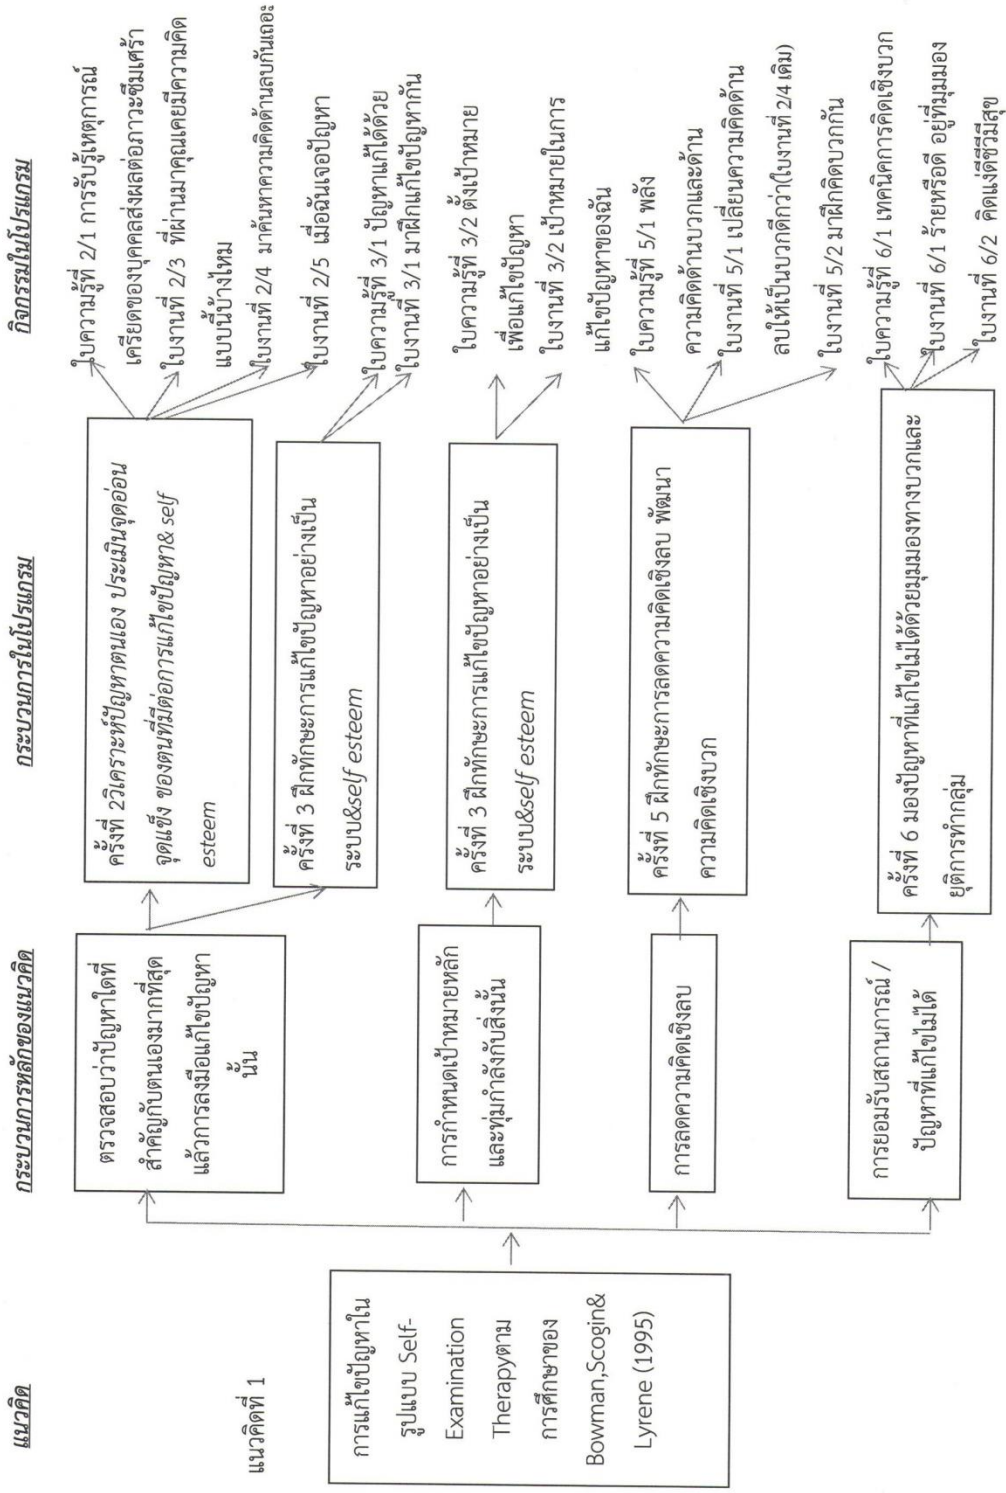 แนวคิด
กระบวนการหลักของแนวคิด
กระบวนการในโปรแกรม
กิจกรรมในโปรแกรม
แนวคิดที่ 1
การแก้ไขปัญหาใน
รูปแบบ Self-
Examination
Therapyตาม
การศึกษาของ
Bowman,Scogin&
Lyrene (1995)
ตรวจสอบว่าปัญหาใดที่
สำคัญกับตนเองมากที่สุด
แล้วการลงมือแก้ไขปัญหา
นั้น
การกำหนดเป้าหมายหลัก
และทุ่มกำลังกับสิ่งนั้น
การลดความคิดเชิงลบ
การยอมรับสถานการณ์ /
ปัญหาที่แก้ไขไม่ได้
ครั้งที่ 2วิเคราะห์ปัญหาตนเอง ประเมินจุดอ่อน
จุดแข็ง ของตนที่มีต่อการแก้ไขปัญหา& self
esteem
ครั้งที่ 3 ฝึกทักษะการแก้ไขปัญหาอย่างเป็น
ระบบ&self esteem
ครั้งที่ 3 ฝึกทักษะการแก้ไขปัญหาอย่างเป็น
ระบบ&self esteem
ครั้งที่ 5 ฝึกทักษะการลดความคิดเชิงลบ พัฒนา
ความคิดเชิงบวก
ครั้งที่ 6 มองปัญหาที่แก้ไขไม่ได้ด้วยมุมมองทางบวกและ
ยุติการทำกลุ่ม
ใบความรู้ที่ 2/1 การรับรู้เหตุการณ์
เครียดของบุคคลส่งผลต่อภาวะซึมเศร้า
ใบงานที่ 2/3 ที่ผ่านมาคุณเคยมีความคิด
แบบนี้บ้างไหม
ใบงานที่ 2/4 มาค้นหาความคิดด้านลบกันเถอะ
ใบงานที่ 2/5 เมื่อฉันเจอปัญหา
ใบความรู้ที่ 3/1 ปัญหาแก้ได้ด้วย
ใบงานที่ 3/1 มาฝึกแก้ไขปัญหากัน
ใบความรู้ที่ 3/2 ตั้งเป้าหมาย
เพื่อแก้ไขปัญหา
ใบงานที่ 3/2 เป้าหมายในการ
แก้ไขปัญหาของฉัน
ใบความรู้ที่ 5/1 พลัง
ความคิดด้านบวกและด้าน
ใบงานที่ 5/1 เปลี่ยนความคิดด้าน
ลบให้เป็นบวกดีกว่า(ใบงานที่ 2/4 เดิม)
ใบงานที่ 5/2 มาฝึกคิดบวกกัน
ใบความรู้ที่ 6/1 เทคนิคการคิดเชิงบวก
ใบงานที่ 6/1 ร้ายหรือดี อยู่ที่มุมมอง
ใบงานที่ 6/2 คิดแง่ดีชีวีมีสุข